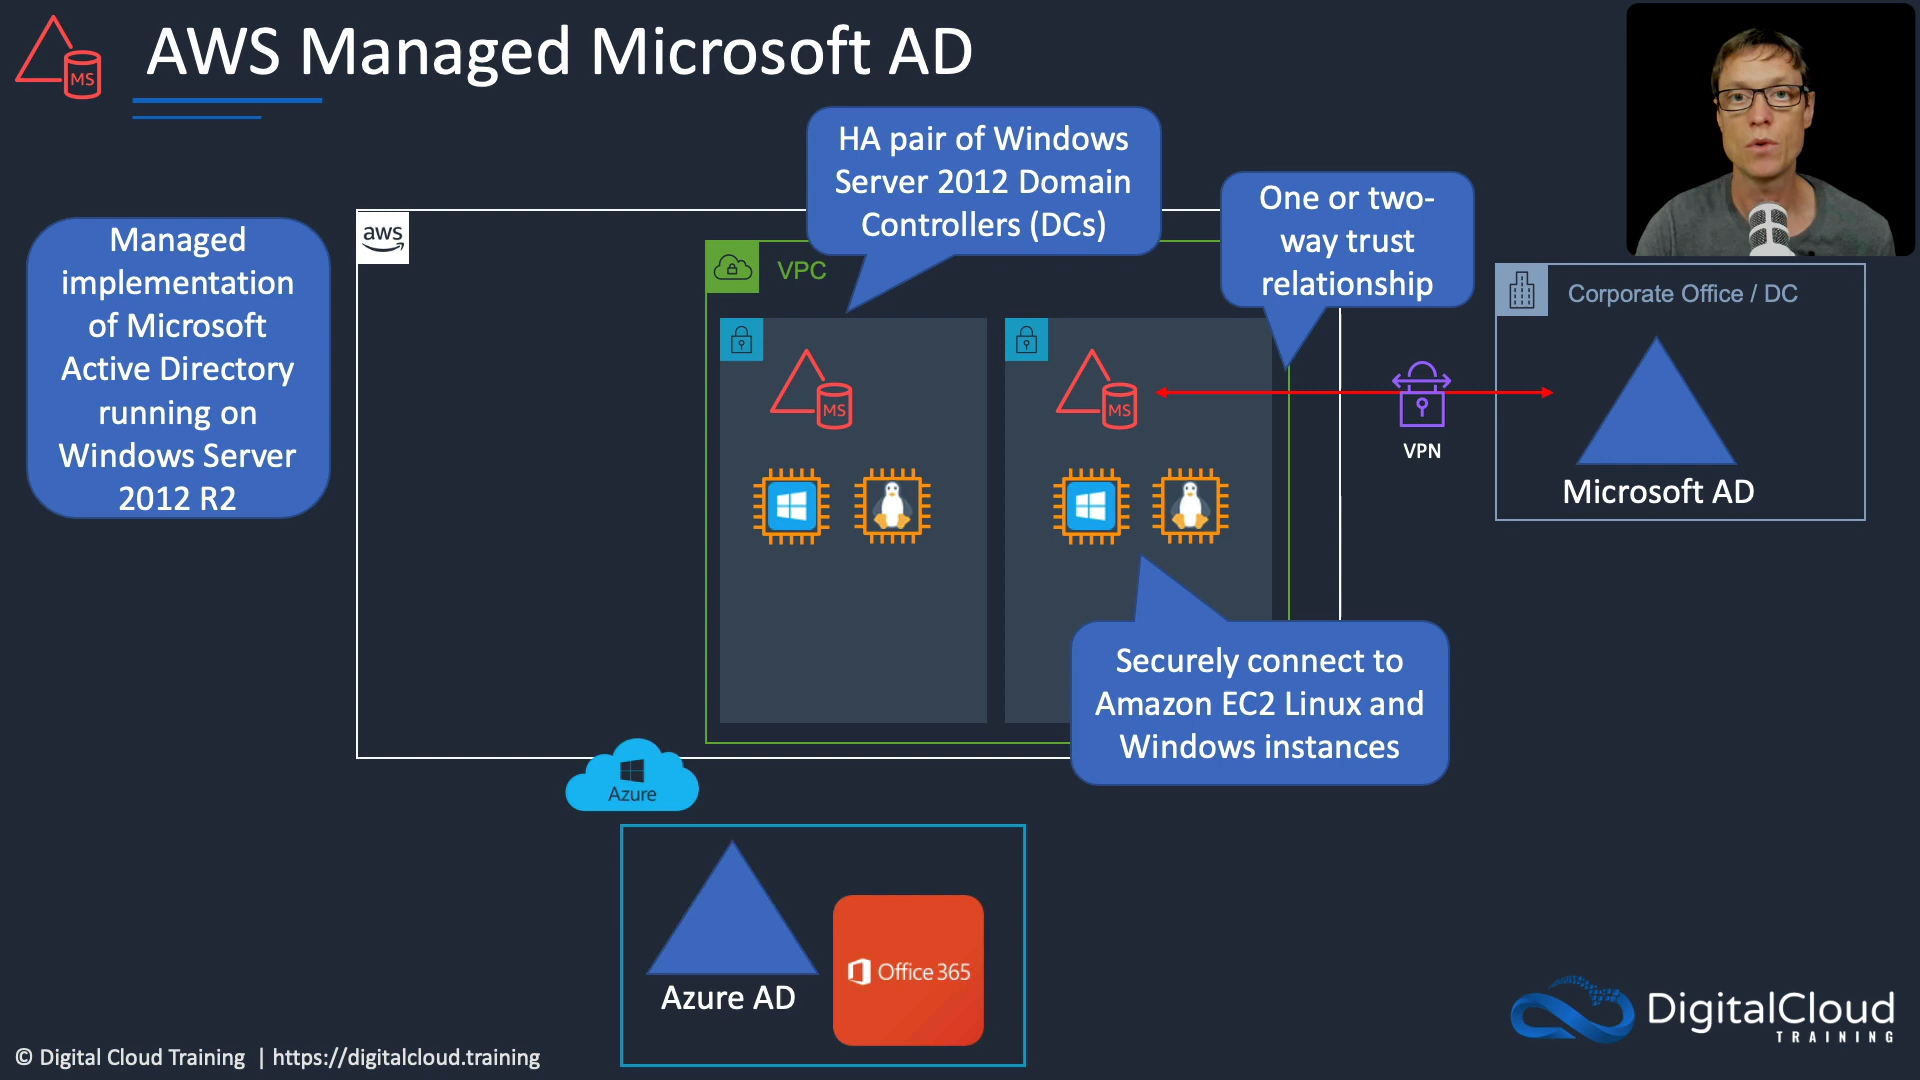 MS
AWS Managed Microsoft AD
HA pair of Windows
Server 2012 Domain
Controllers (DCs)
One or two-
way trust
relationship
Managed
implementation
of Microsoft
Active Directory
running on
Windows Server
2012 R2
aws
VPC
Corporate Office / DC
MS
MS
VPN
Microsoft AD
Securely connect to
Amazon EC2 Linux and
Windows instances
Azure
Azure AD
Office 365
DigitalCloud
TRAINING
© Digital Cloud Training | https://digitalcloud.training